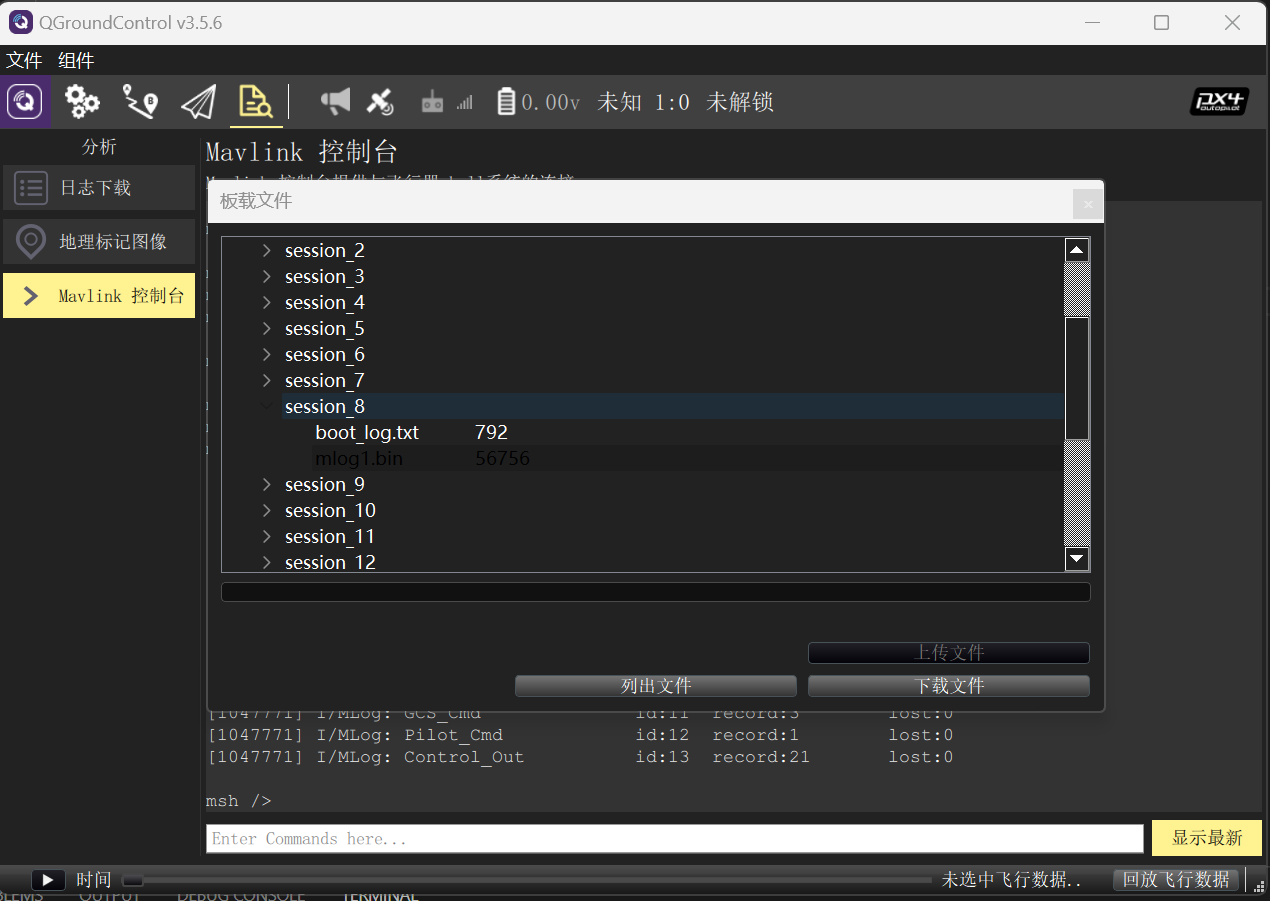 QGroundControl v3.5.6
文件 组件
0.00v 未知 1:0 未解锁
px4 autopilot
分析
日志下载
地理标记图像
Mavlink 控制台
Mavlink 控制台
板载文件
session_2
session_3
session_4
session_5
session_6
session_7
session_8
boot_log.txt 792
mlog1.bin 56756
session_9
session_10
session_11
session_12
上传文件
列出文件 下载文件
[1047771] I/MLog: GCS_Cmd id:11 record:3 lost:0
[1047771] I/MLog: Pilot_Cmd id:12 record:1 lost:0
[1047771] I/MLog: Control_Out id:13 record:21 lost:0
msh />
Enter Commands here...
显示最新
时间 未选中飞行数据.. 回放飞行数据
OUTPUT DEBUG CONSOLE TERMINAL